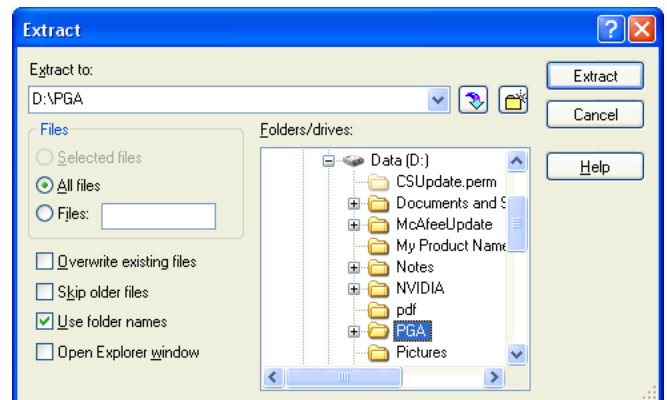 Extract
Extract to:
D:\PGA
Files
Selected files
All files
Files:
Overwrite existing files
Skip older files
Use folder names
Open Explorer window
Folders/drives:
Data (D:)
CSUpdate.perm
Documents and S
McAfeeUpdate
My Product Name
Notes
NVIDIA
pdf
PGA
Pictures
Extract
Cancel
Help